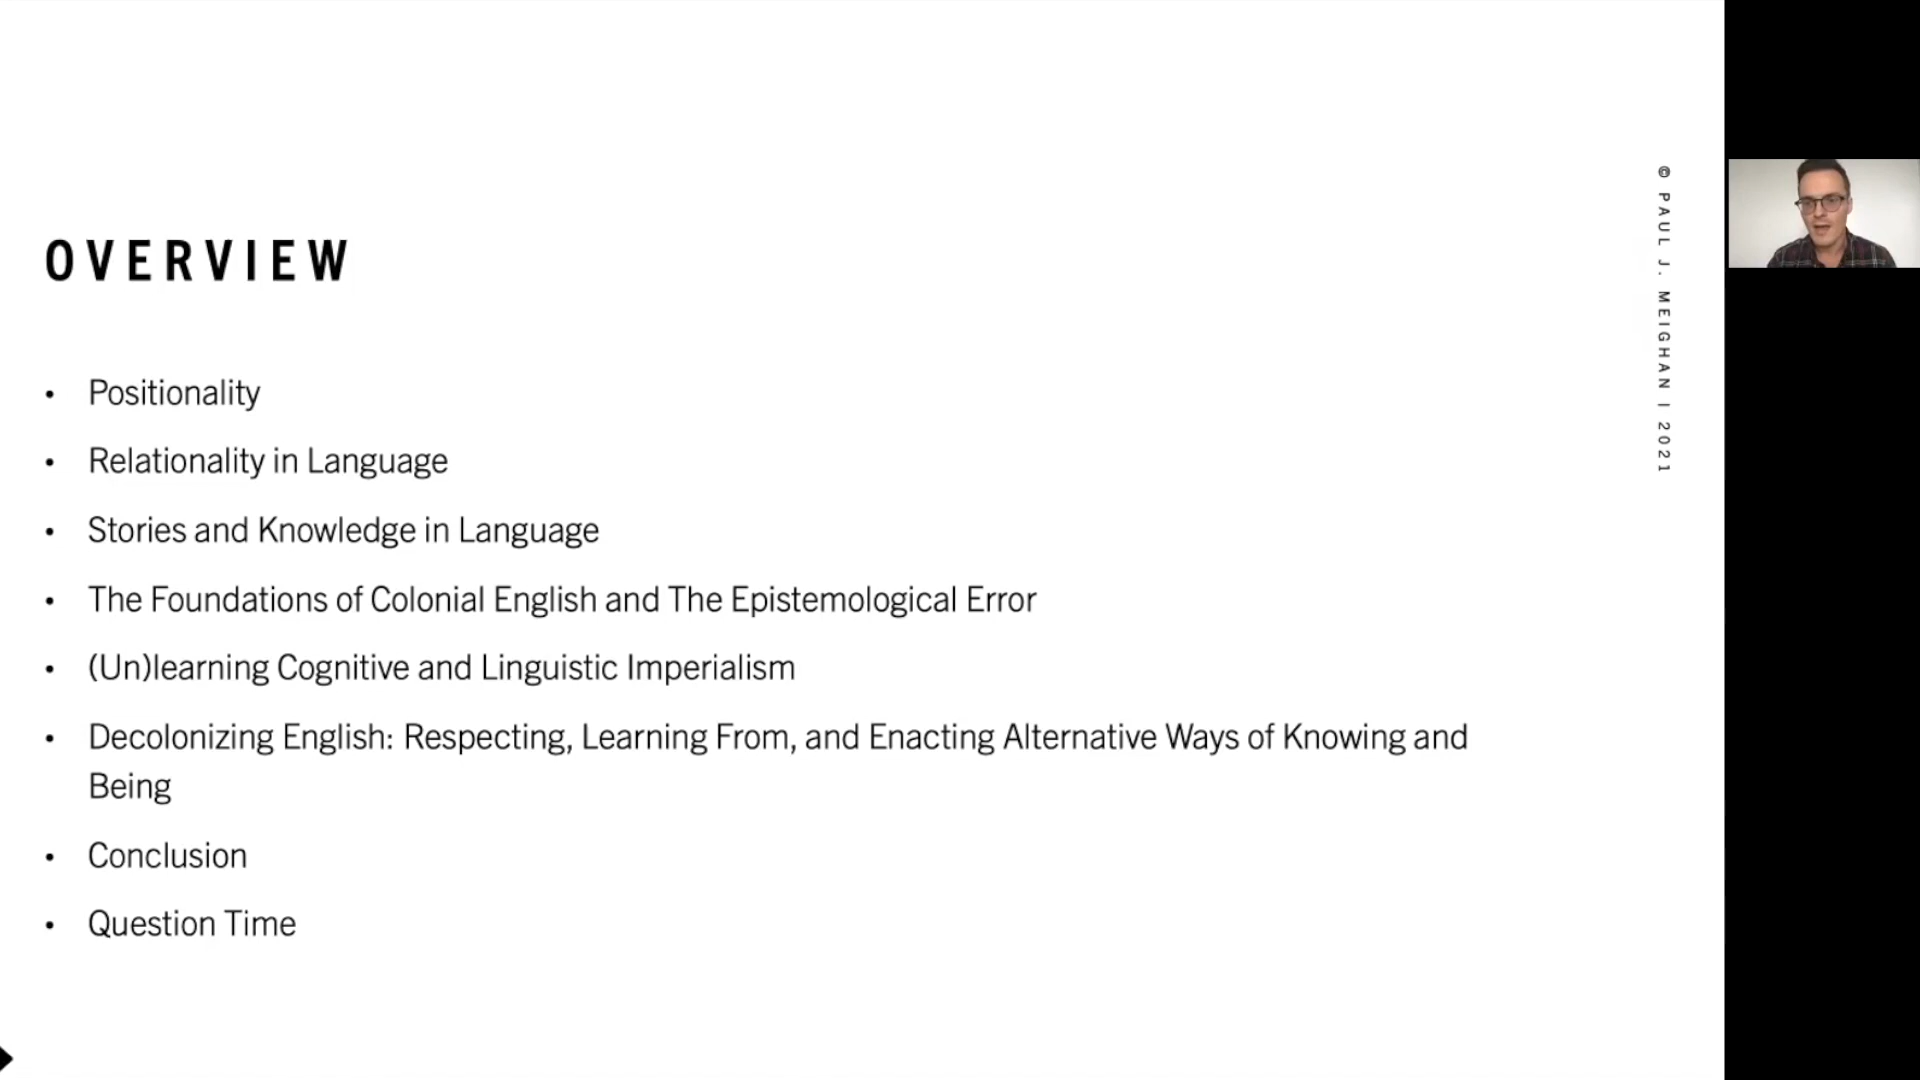 OVERVIEW
• Positionality
• Relationality in Language
• Stories and Knowledge in Language
• The Foundations of Colonial English and The Epistemological Error
• (Un)learning Cognitive and Linguistic Imperialism
• Decolonizing English: Respecting, Learning From, and Enacting Alternative Ways of Knowing and
Being
• Conclusion
• Question Time
© PAUL J. MEIGHAN | 2021